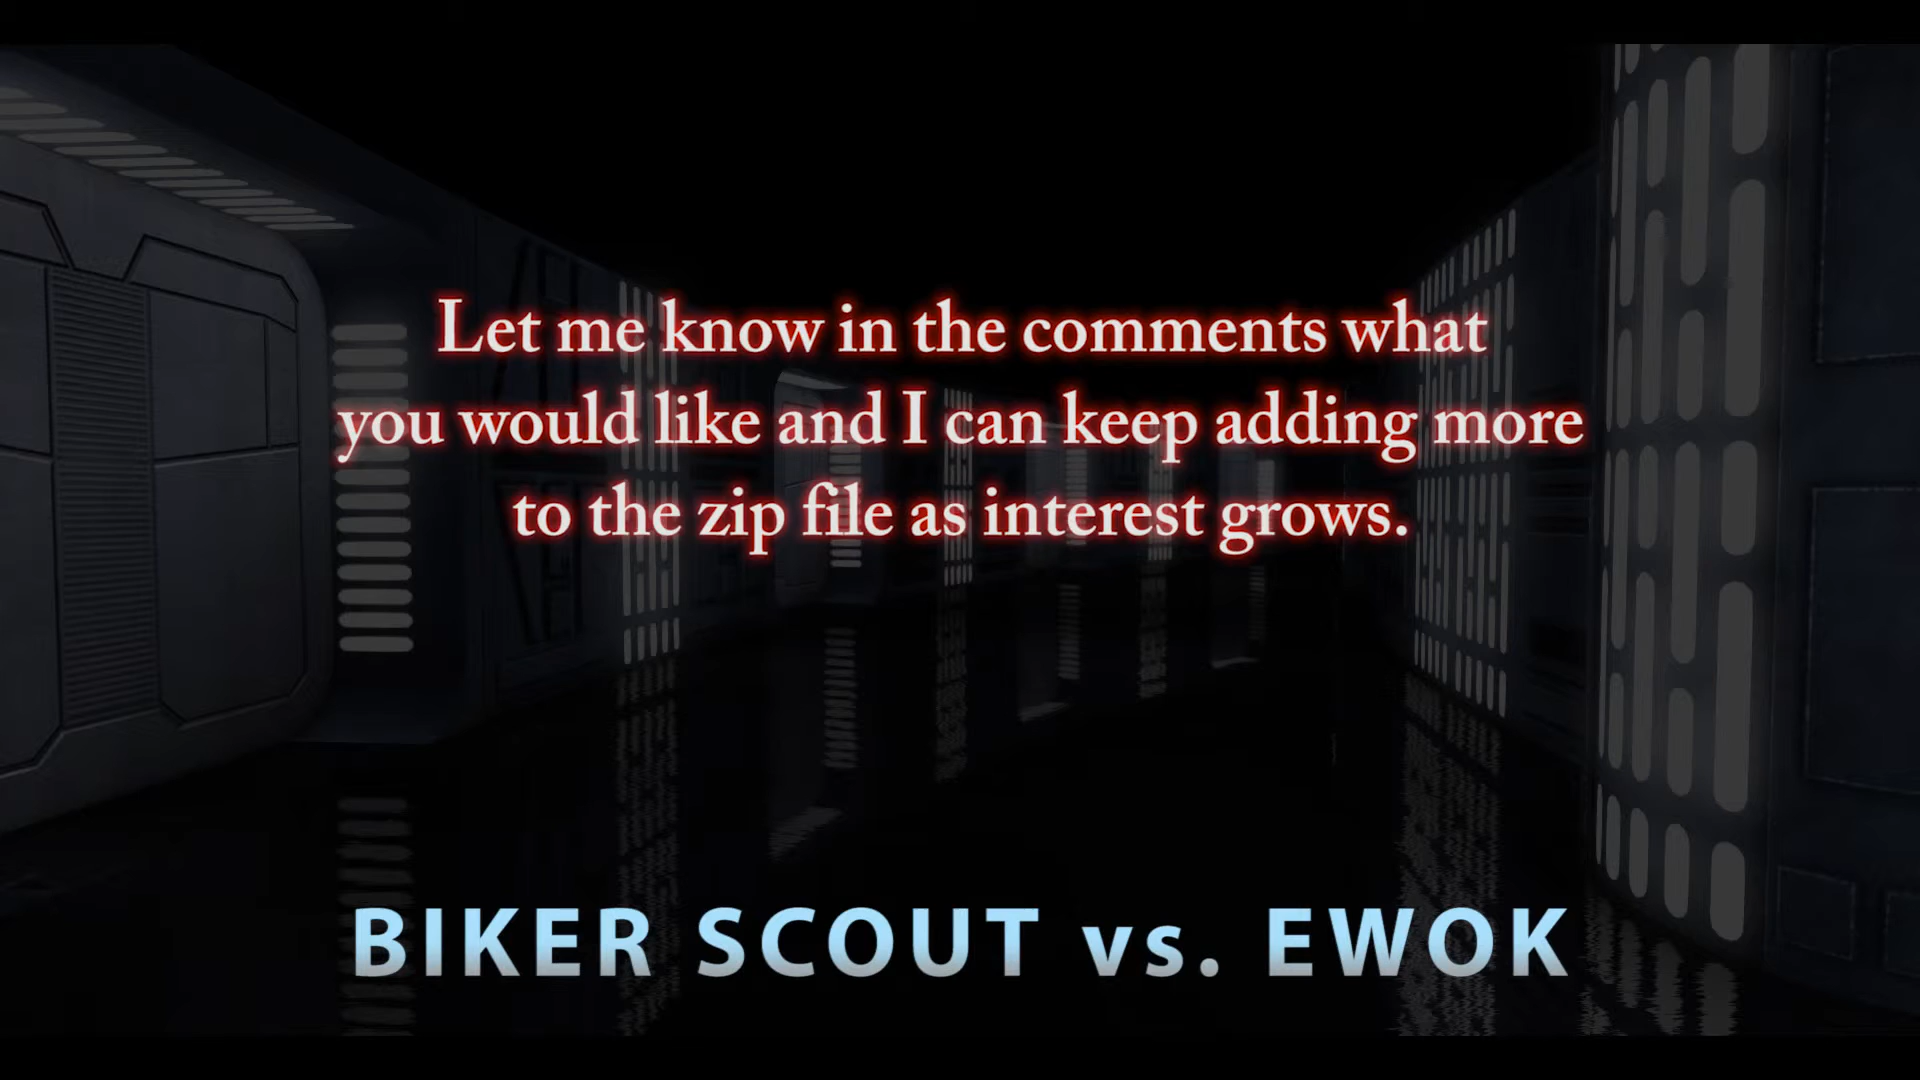 Let me know in the comments what
you would like and I can keep adding more
to the zip file as interest grows.
BIKER SCOUT vs. EWOK